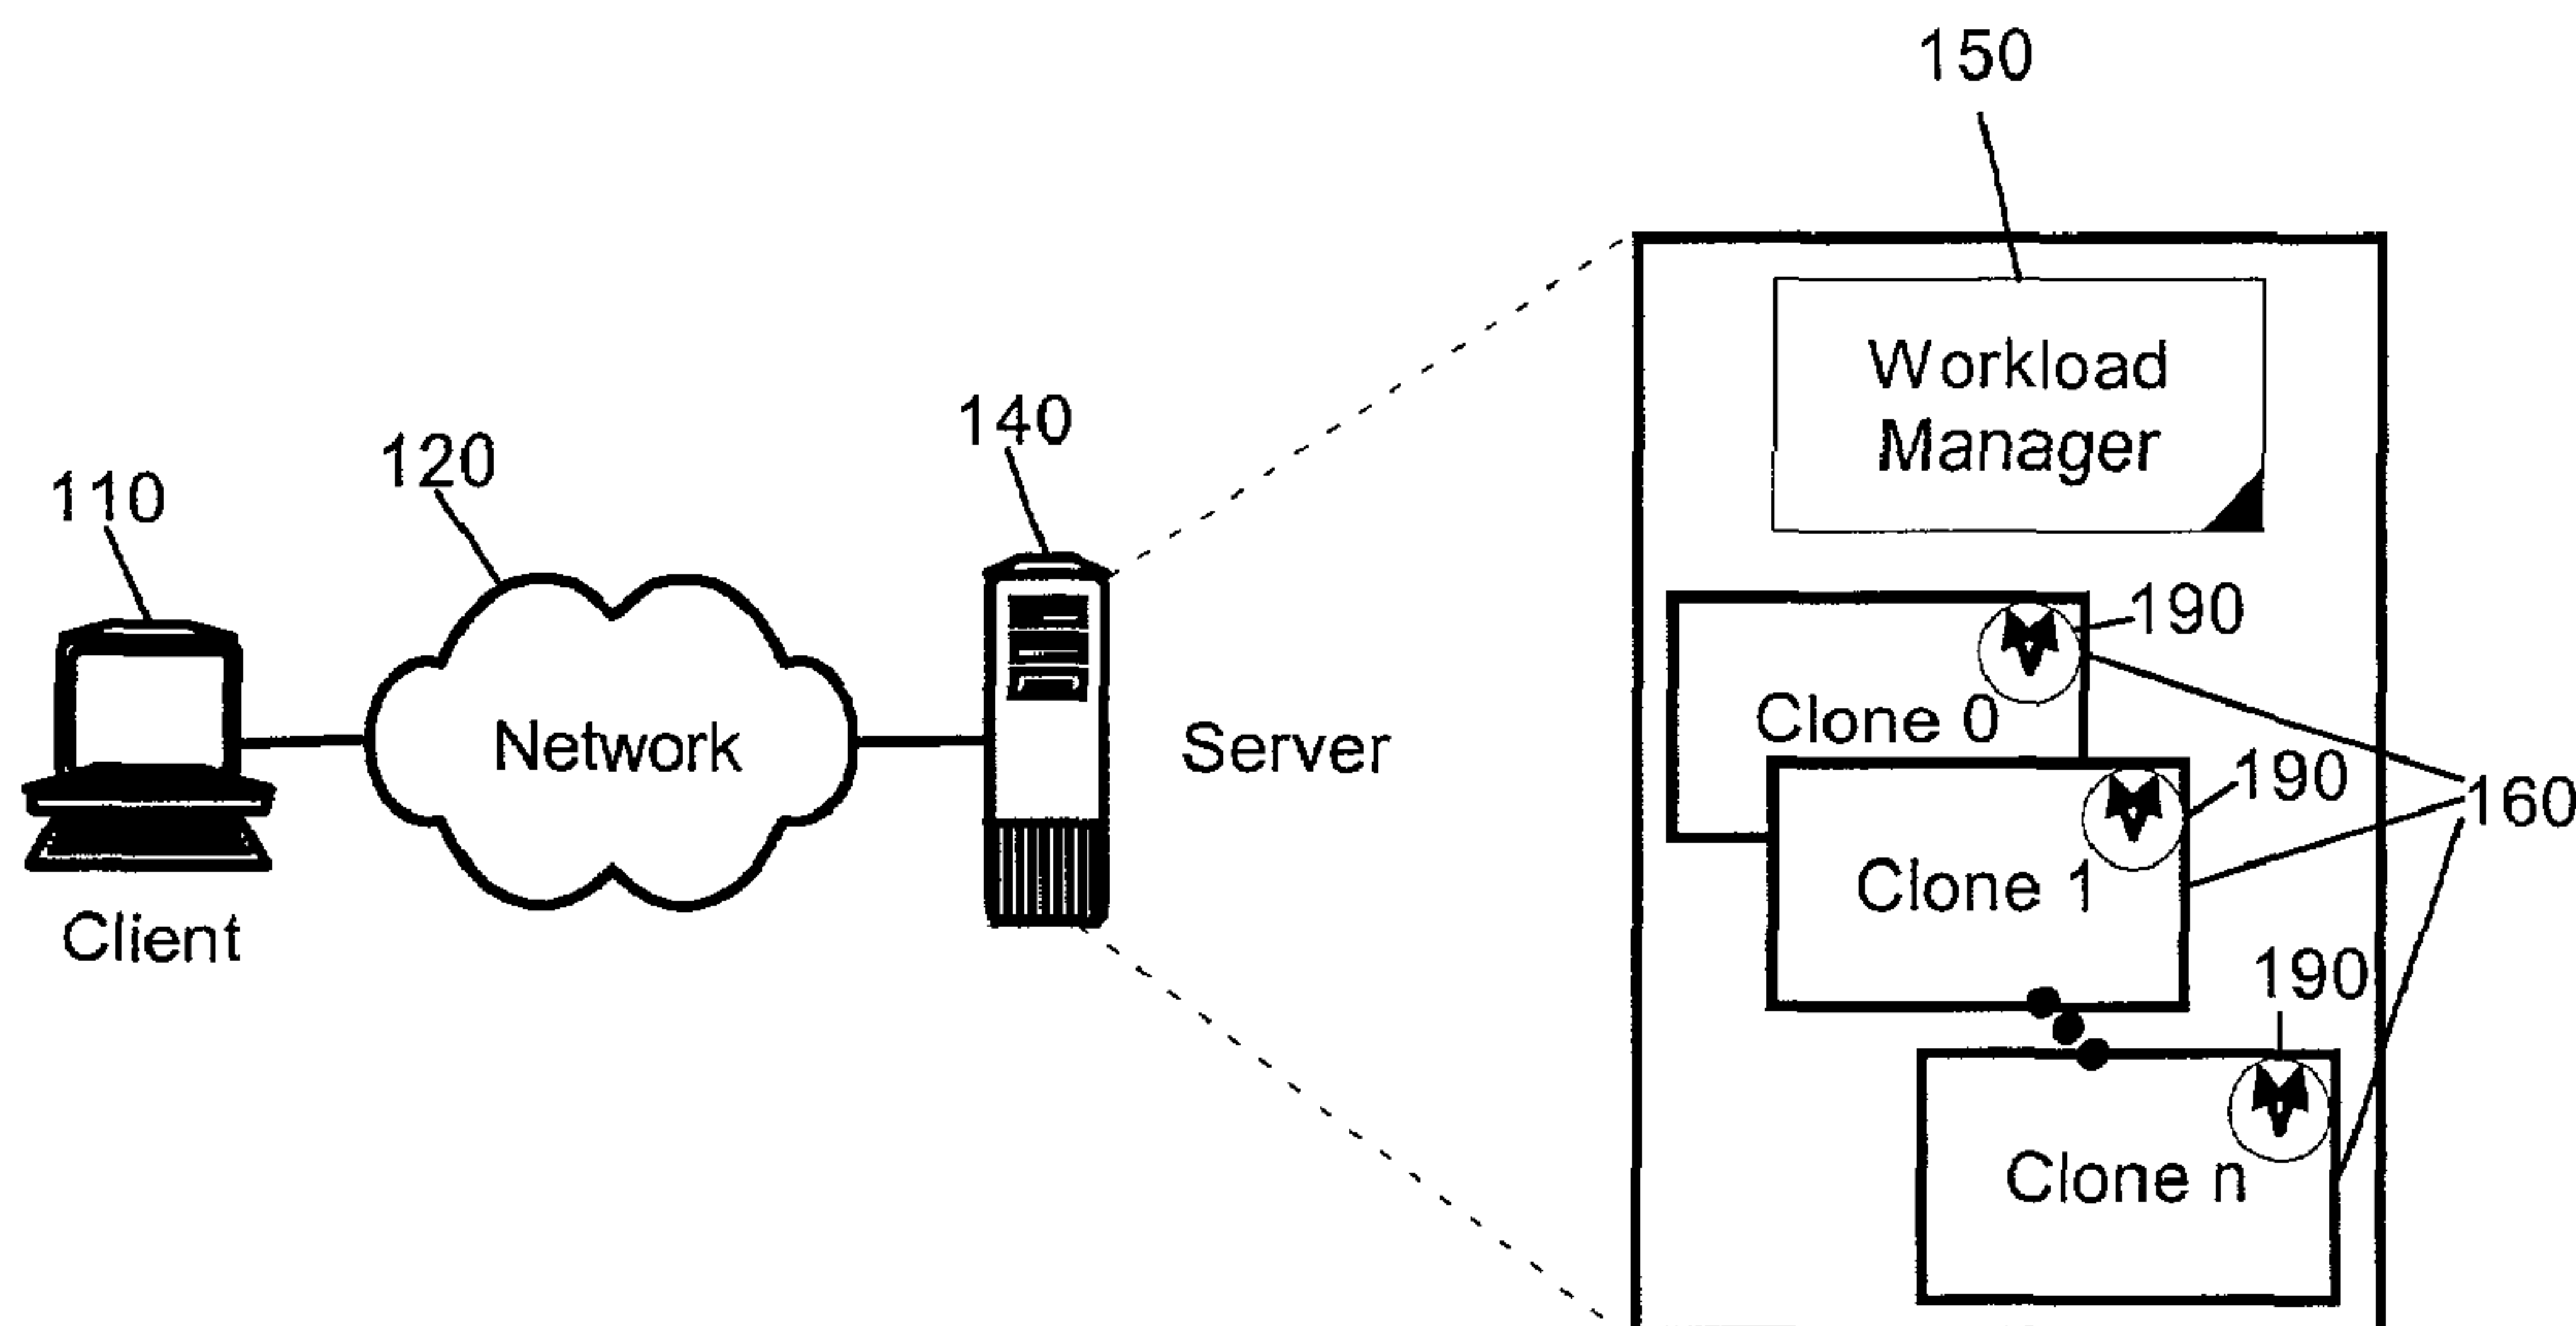 150
140
120
110
Workload
Manager
190
Clone 0
Network
Server
190
160
Clone 1
Client
190
Clone n